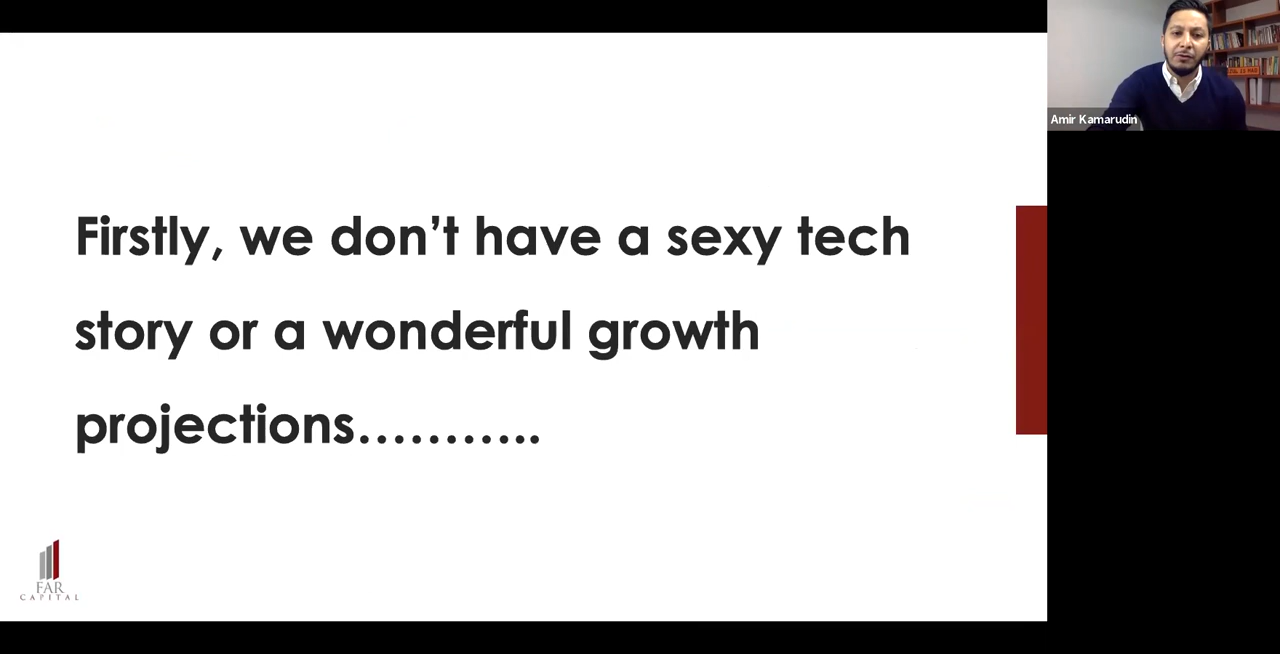 Firstly, we don’t have a sexy tech
story or a wonderful growth
projections………..
FAR
CAPITAL
Amir Kamarudin